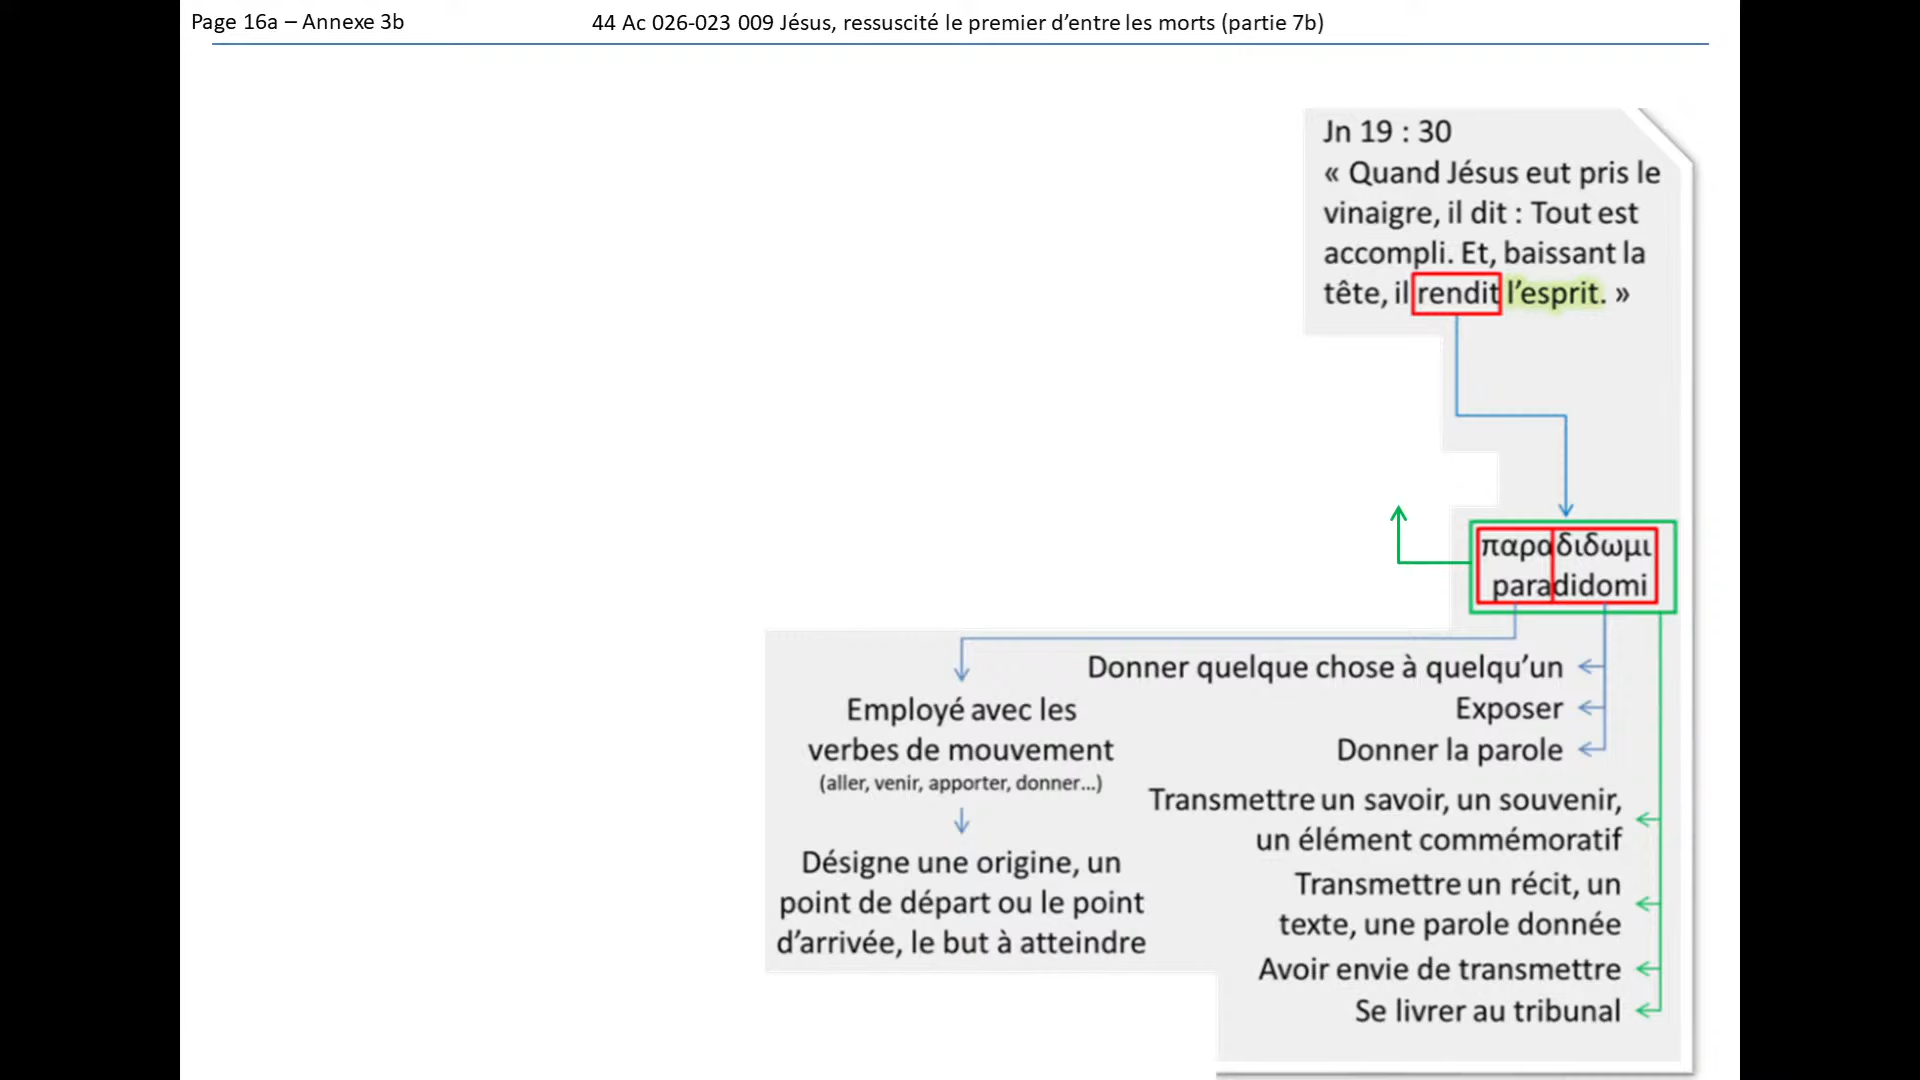 Page 16a – Annexe 3b
44 Ac 026-023 009 Jésus, ressuscité le premier d’entre les morts (partie 7b)
Jn 19 : 30
« Quand Jésus eut pris le
vinaigre, il dit : Tout est
accompli. Et, baissant la
tête, il rendit l’esprit. »
παραδιδωμι
paradidomi
Employé avec les
verbes de mouvement
(aller, venir, apporter, donner...)
Désigne une origine, un
point de départ ou le point
d’arrivée, le but à atteindre
Donner quelque chose à quelqu’un
Exposer
Donner la parole
Transmettre un savoir, un souvenir,
un élément commémoratif
Transmettre un récit, un
texte, une parole donnée
Avoir envie de transmettre
Se livrer au tribunal